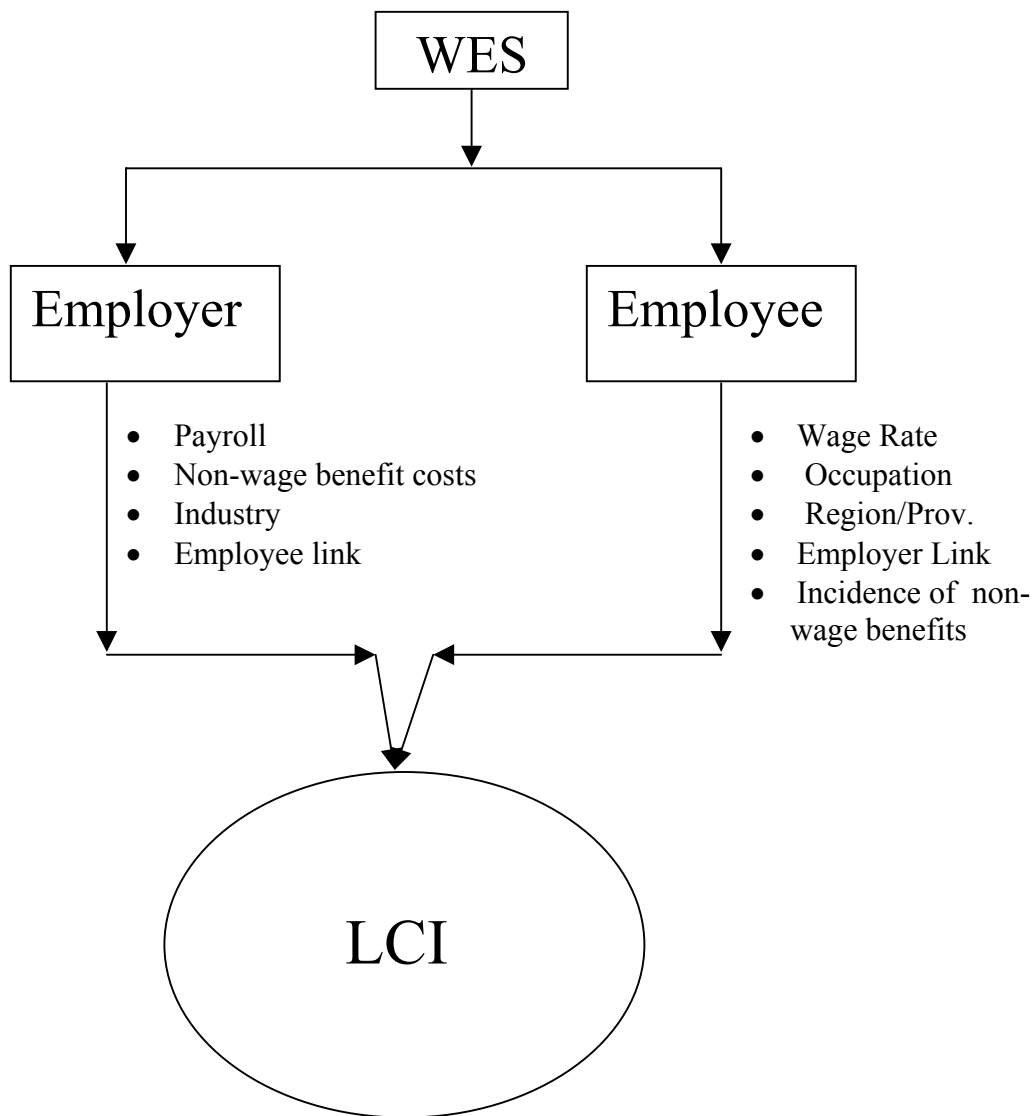 WES
Employer
Employee
• Payroll
• Non-wage benefit costs
• Industry
• Employee link
• Wage Rate
• Occupation
• Region/Prov.
• Employer Link
• Incidence of non-
wage benefits
LCI